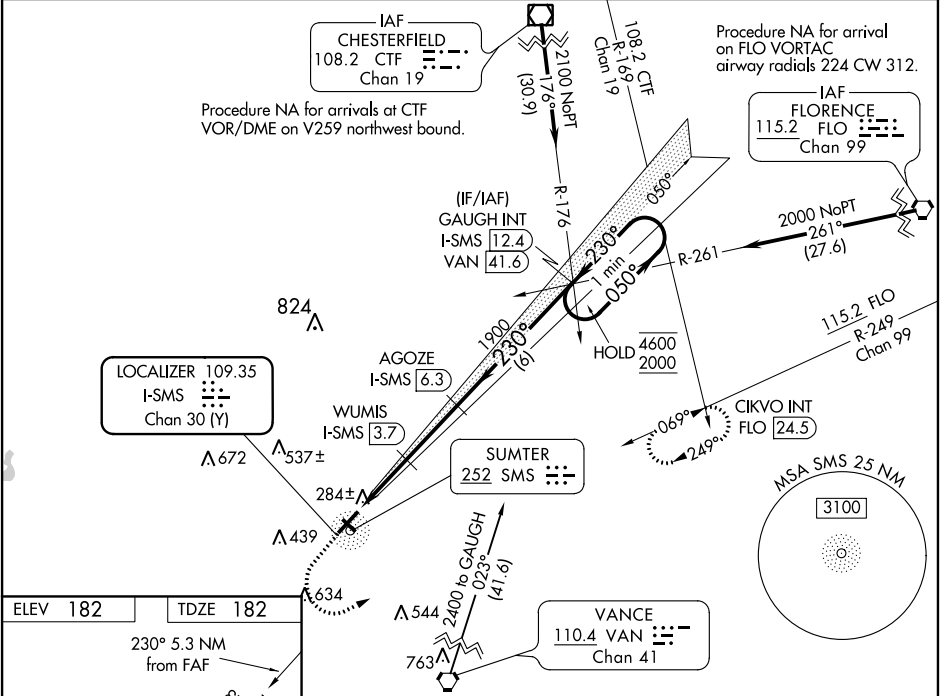 IAF
CHESTERFIELD
108.2 CTF
Chan 19
Procedure NA for arrivals at CTF
VOR/DME on V259 northwest bound.
2100 NoPT
176°
(30.9)
R-176
108.2 CTF
R-169
Chan 19
Procedure NA for arrival
on FLO VORTAC
airway radials 224 CW 312.
IAF
FLORENCE
115.2 FLO
Chan 99
2000 NoPT
261°
(27.6)
R-261
050°
(IF/IAF)
GAUGH INT
I-SMS 12.4
VAN 41.6
230°
1 min
050°
HOLD 4600
2000
115.2 FLO
R-249
Chan 99
824
1900
230°
(6)
AGOZE
I-SMS 6.3
WUMIS
I-SMS 3.7
LOCALIZER 109.35
I-SMS
Chan 30 (Y)
069°
249°
CIKVO INT
FLO 24.5
672
537±
284±
439
634
SUMTER
252 SMS
MSA SMS 25 NM
3100
2400 to GAUGH
023°
(41.6)
544
763
VANCE
110.4 VAN
Chan 41
ELEV 182
TDZE 182
230° 5.3 NM
from FAF